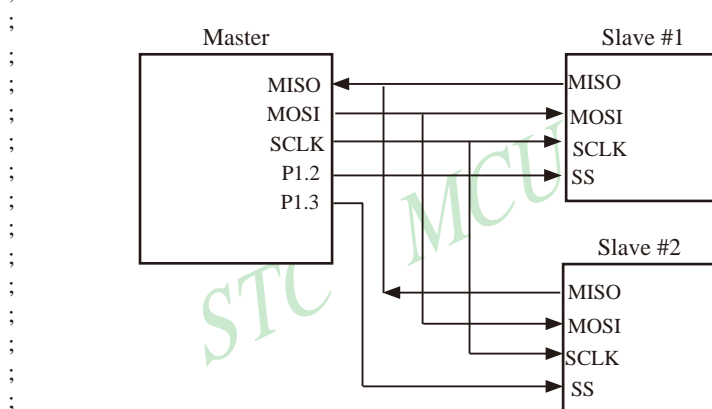 ;
;
;
;
;
;
;
;
;
;
;
;
;
;
Master
MISO
MOSI
SCLK
P1.2
P1.3
Slave #1
MISO
MOSI
SCLK
SS
Slave #2
MISO
MOSI
SCLK
SS
STC MCU